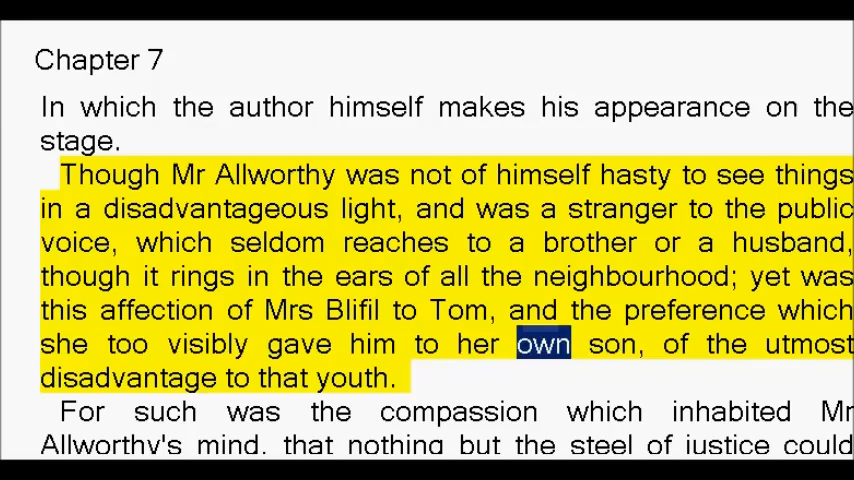 Chapter 7
In which the author himself makes his appearance on the
stage.
Though Mr Allworthy was not of himself hasty to see things
in a disadvantageous light, and was a stranger to the public
voice, which seldom reaches to a brother or a husband,
though it rings in the ears of all the neighbourhood; yet was
this affection of Mrs Blifil to Tom, and the preference which
she too visibly gave him to her own son, of the utmost
disadvantage to that youth.
For such was the compassion which inhabited Mr
Allworthy's mind, that nothing but the steel of justice could